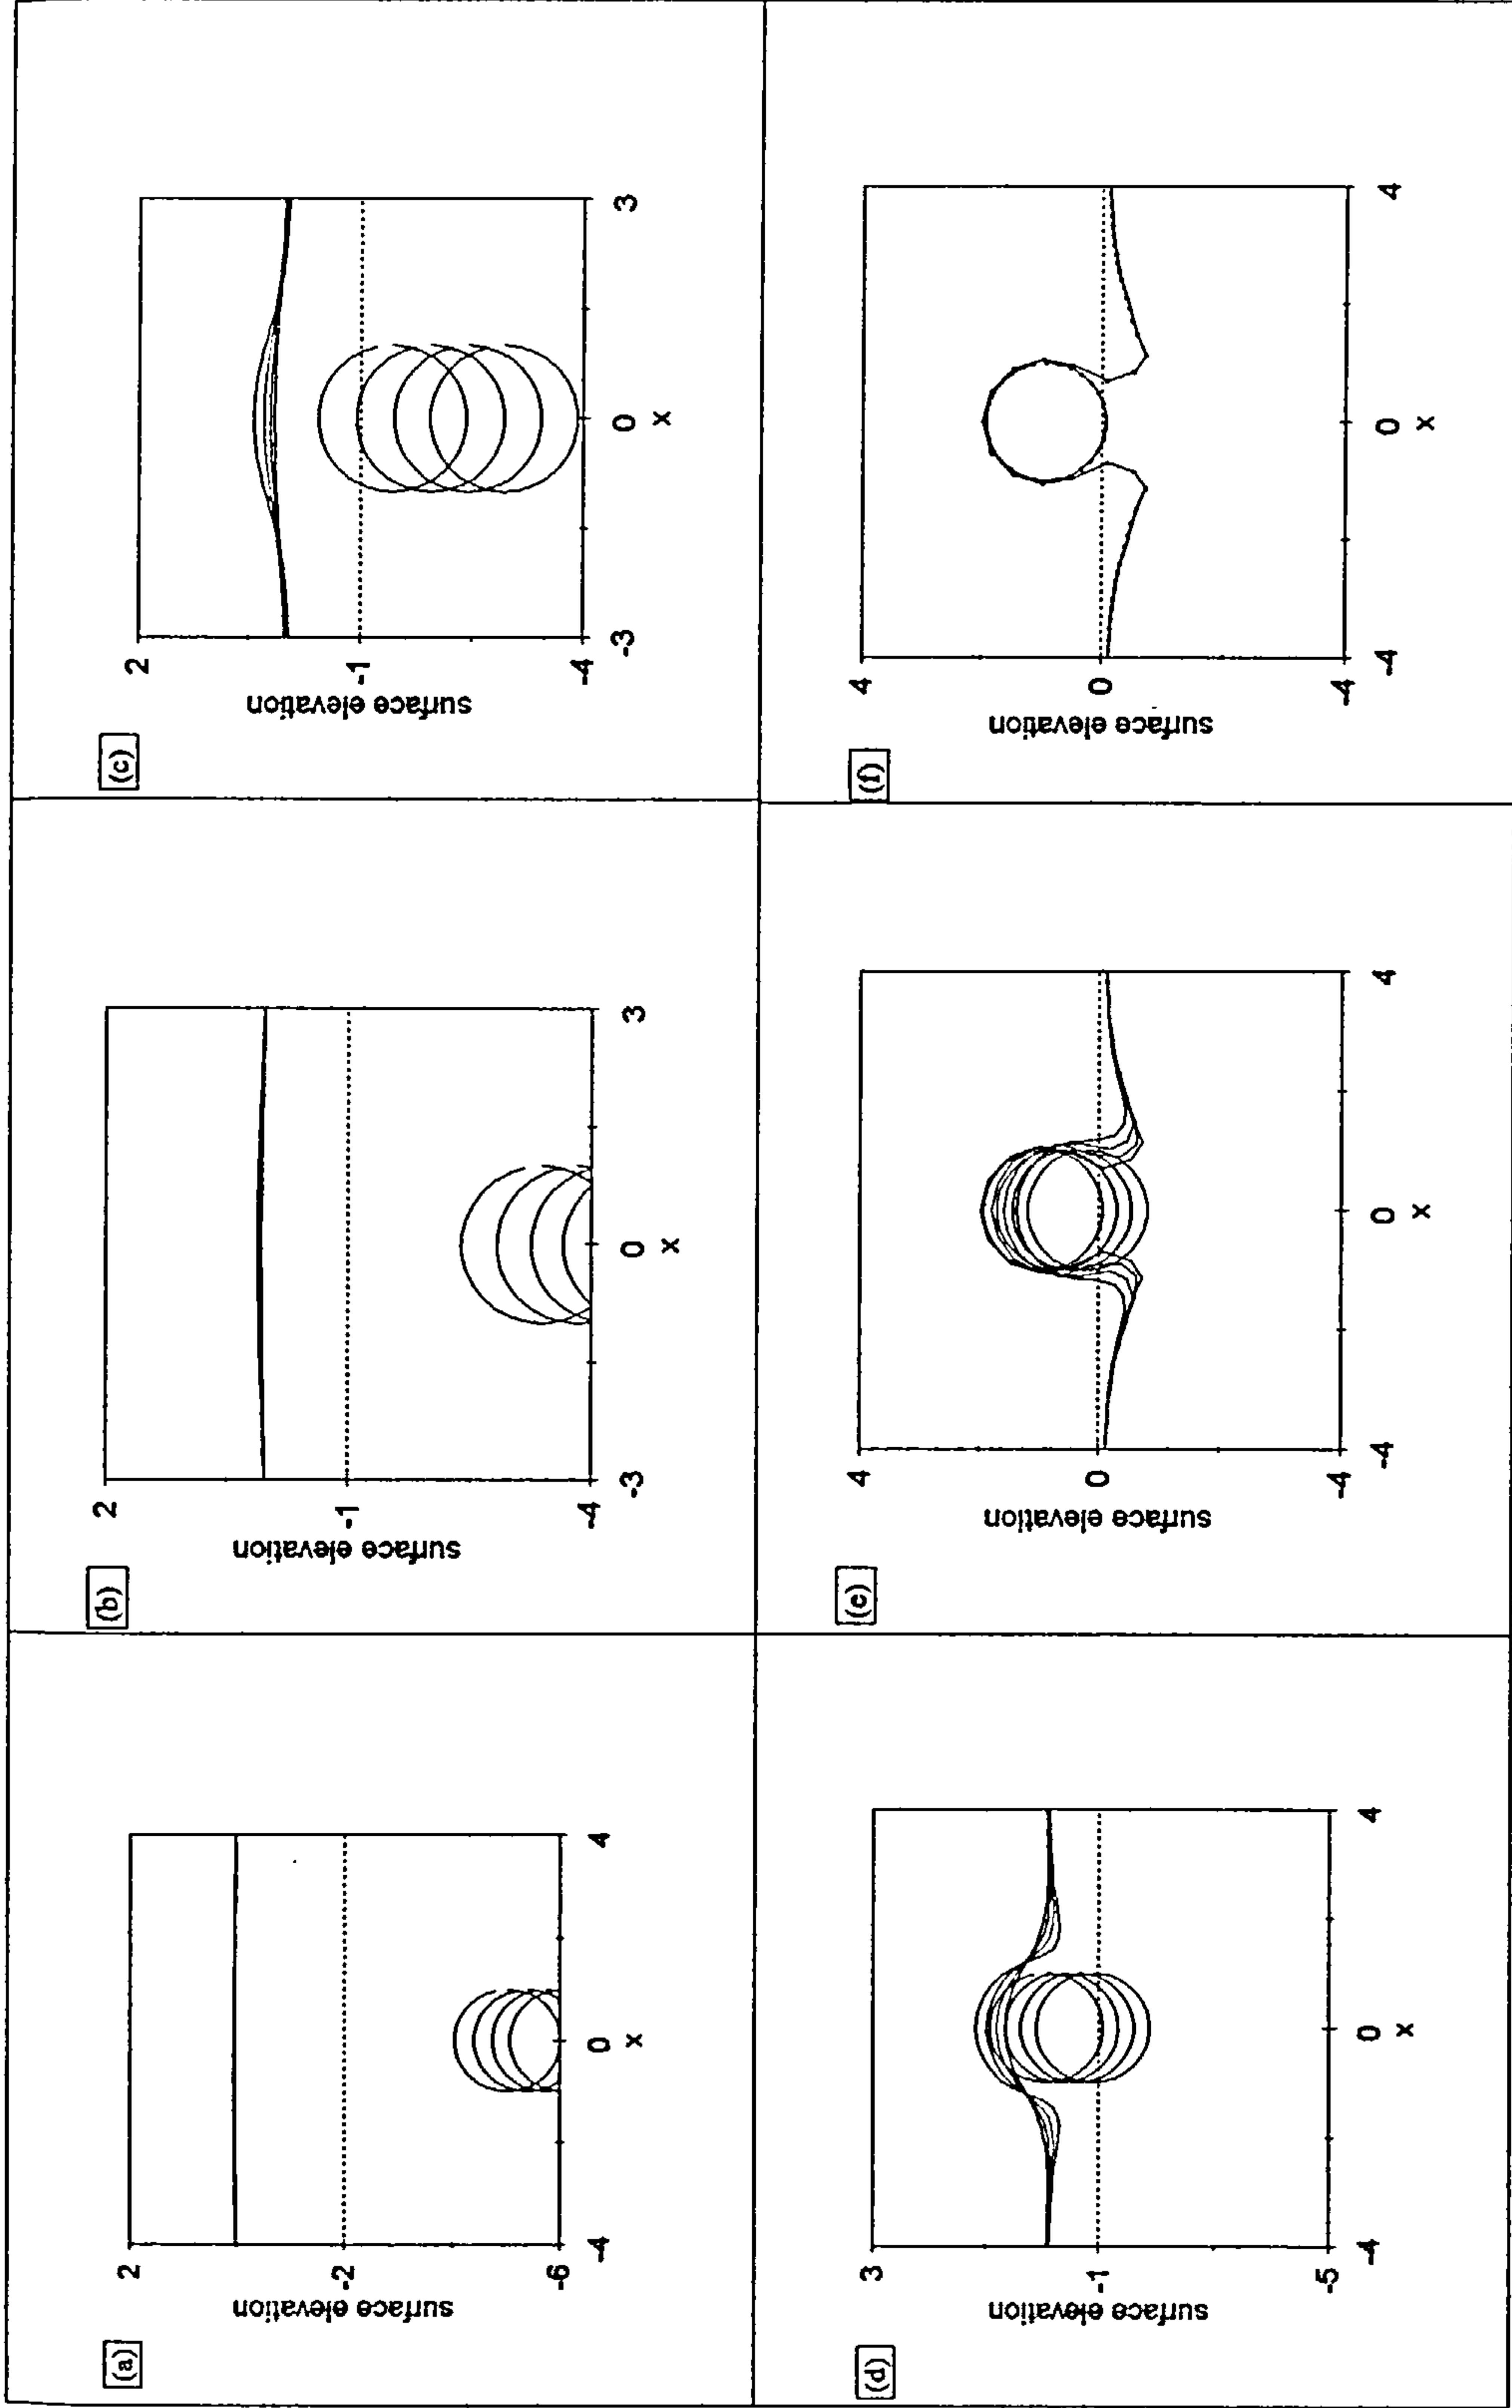 (a)
surface elevation
2
-2
-6
-4 0 4
x
(b)
surface elevation
2
-1
-4
-3 0 3
x
(c)
surface elevation
2
-1
-4
-3 0 3
x
(d)
surface elevation
3
-1
-5
-4 0 4
x
(e)
surface elevation
4
0
-4
-4 0 4
x
(f)
surface elevation
4
0
-4
-4 0 4
x